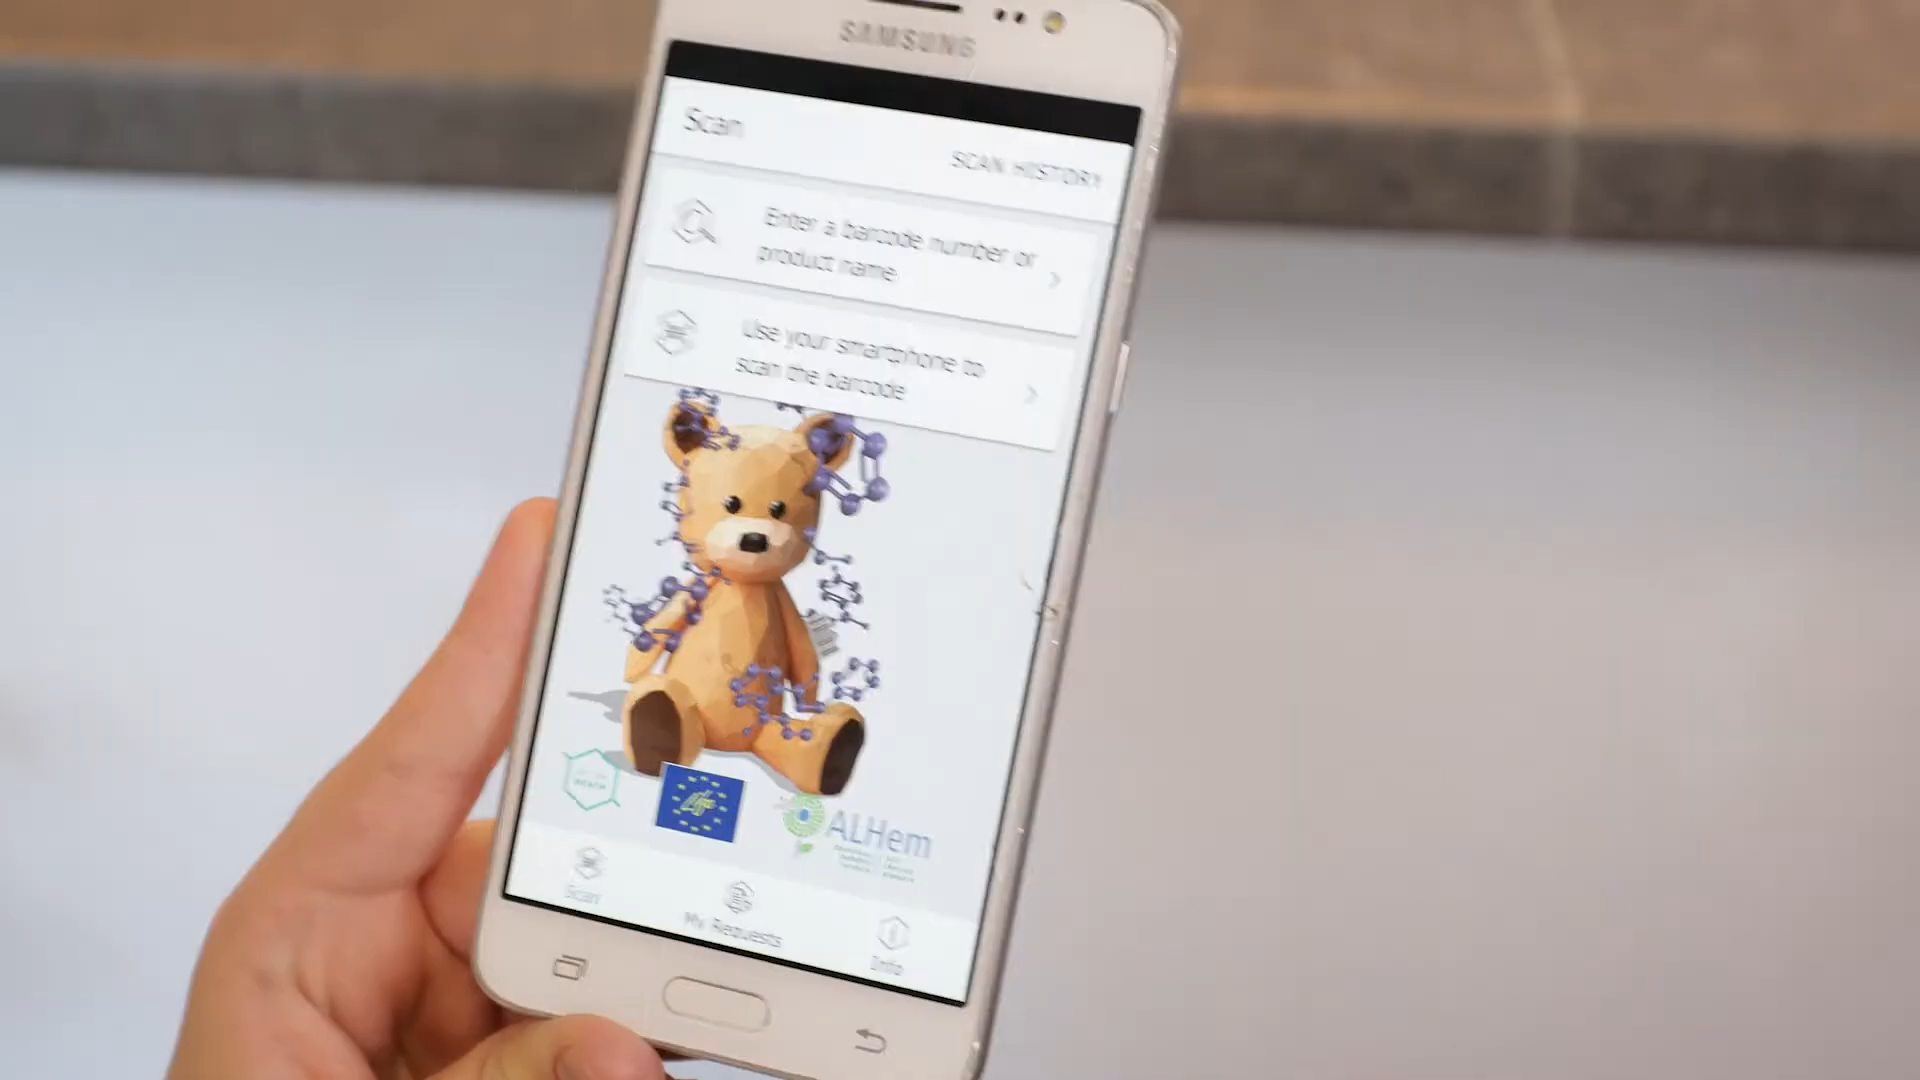 SAMSUNG
Scan
SCAN HISTORY
Enter a barcode number or
product name
Use your smartphone to
scan the barcode
Life
ALHem
Scan
My Requests
Info